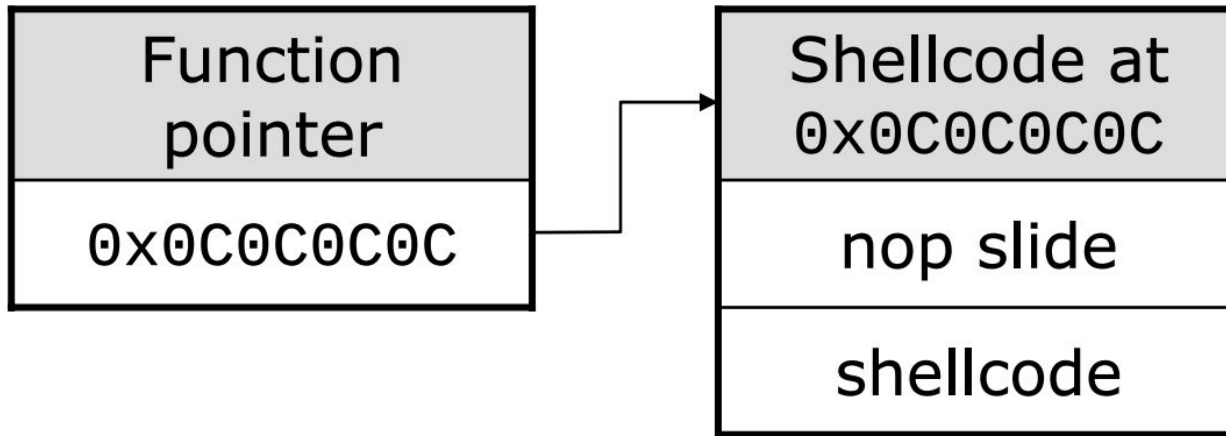 Function
pointer
0x0C0C0C0C
Shellcode at
0x0C0C0C0C
nop slide
shellcode